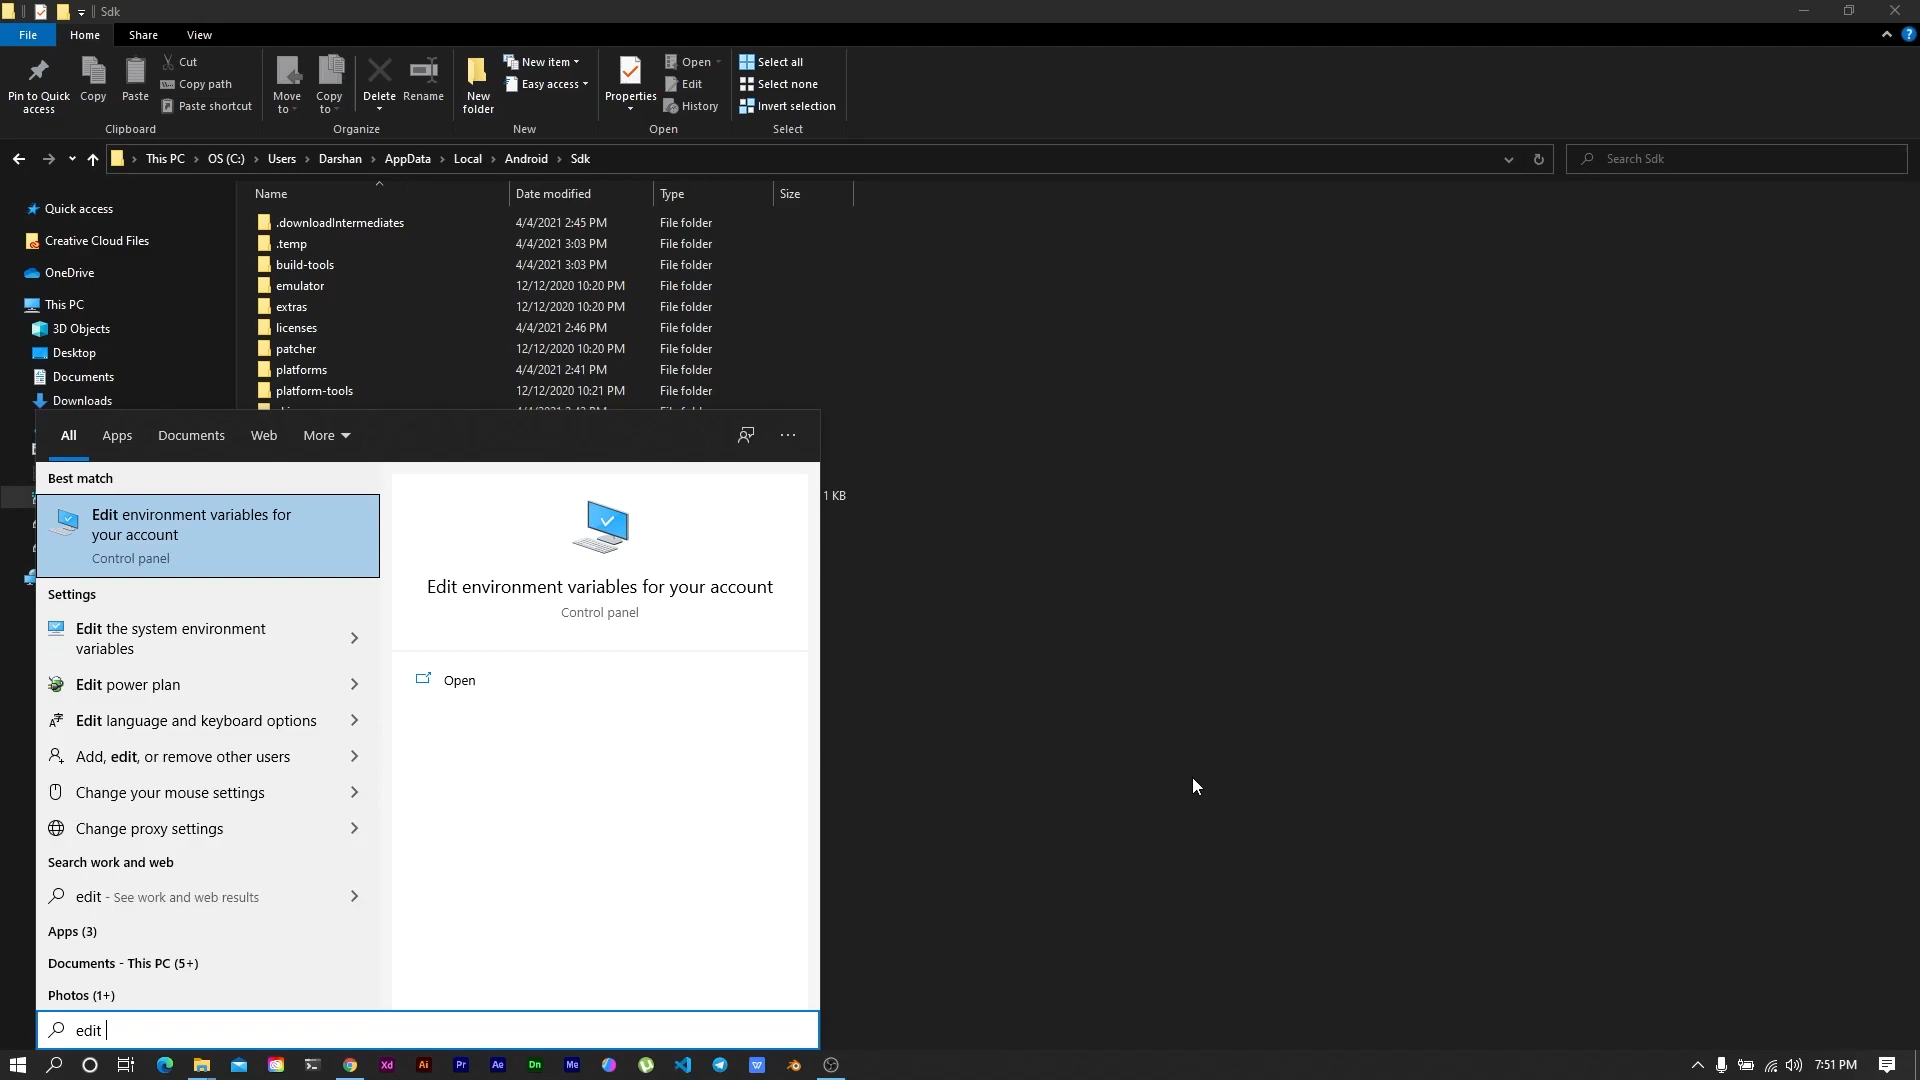 Sdk
File
Home
Share
View
Pin to Quick
access
Copy
Paste
Cut
Copy path
Paste shortcut
Clipboard
Move
to
Copy
to
Delete
Rename
Organize
New
folder
New item
Easy access
New
Properties
Open
Edit
History
Open
Select all
Select none
Invert selection
Select
This PC
OS (C:)
Users
Darshan
AppData
Local
Android
Sdk
Search Sdk
Name
Date modified
Type
Size
Quick access
Creative Cloud Files
OneDrive
This PC
3D Objects
Desktop
Documents
Downloads
.downloadIntermediates 4/4/2021 2:45 PM File folder
.temp 4/4/2021 3:03 PM File folder
build-tools 4/4/2021 3:03 PM File folder
emulator 12/12/2020 10:20 PM File folder
extras 12/12/2020 10:20 PM File folder
licenses 4/4/2021 2:46 PM File folder
patcher 12/12/2020 10:20 PM File folder
platforms 4/4/2021 2:41 PM File folder
platform-tools 12/12/2020 10:21 PM File folder
1 KB
All
Apps
Documents
Web
More
Best match
Edit environment variables for
your account
Control panel
Settings
Edit the system environment
variables
Edit power plan
Edit language and keyboard options
Add, edit, or remove other users
Change your mouse settings
Change proxy settings
Search work and web
edit - See work and web results
Apps (3)
Documents - This PC (5+)
Photos (1+)
Edit environment variables for your account
Control panel
Open
edit
Xd
Ai
Pr
Ae
Dn
Me
7:51 PM